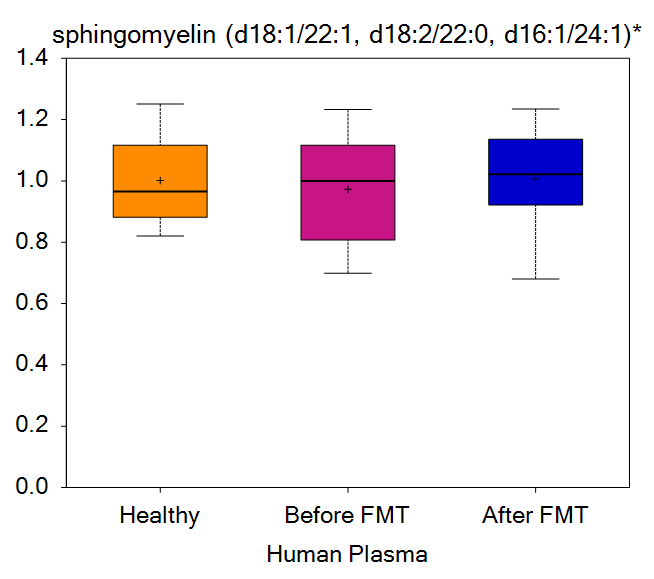 sphingomyelin (d18:1/22:1, d18:2/22:0, d16:1/24:1)*
1.4
1.2
1.0
0.8
0.6
0.4
0.2
0.0
Healthy Before FMT After FMT
Human Plasma